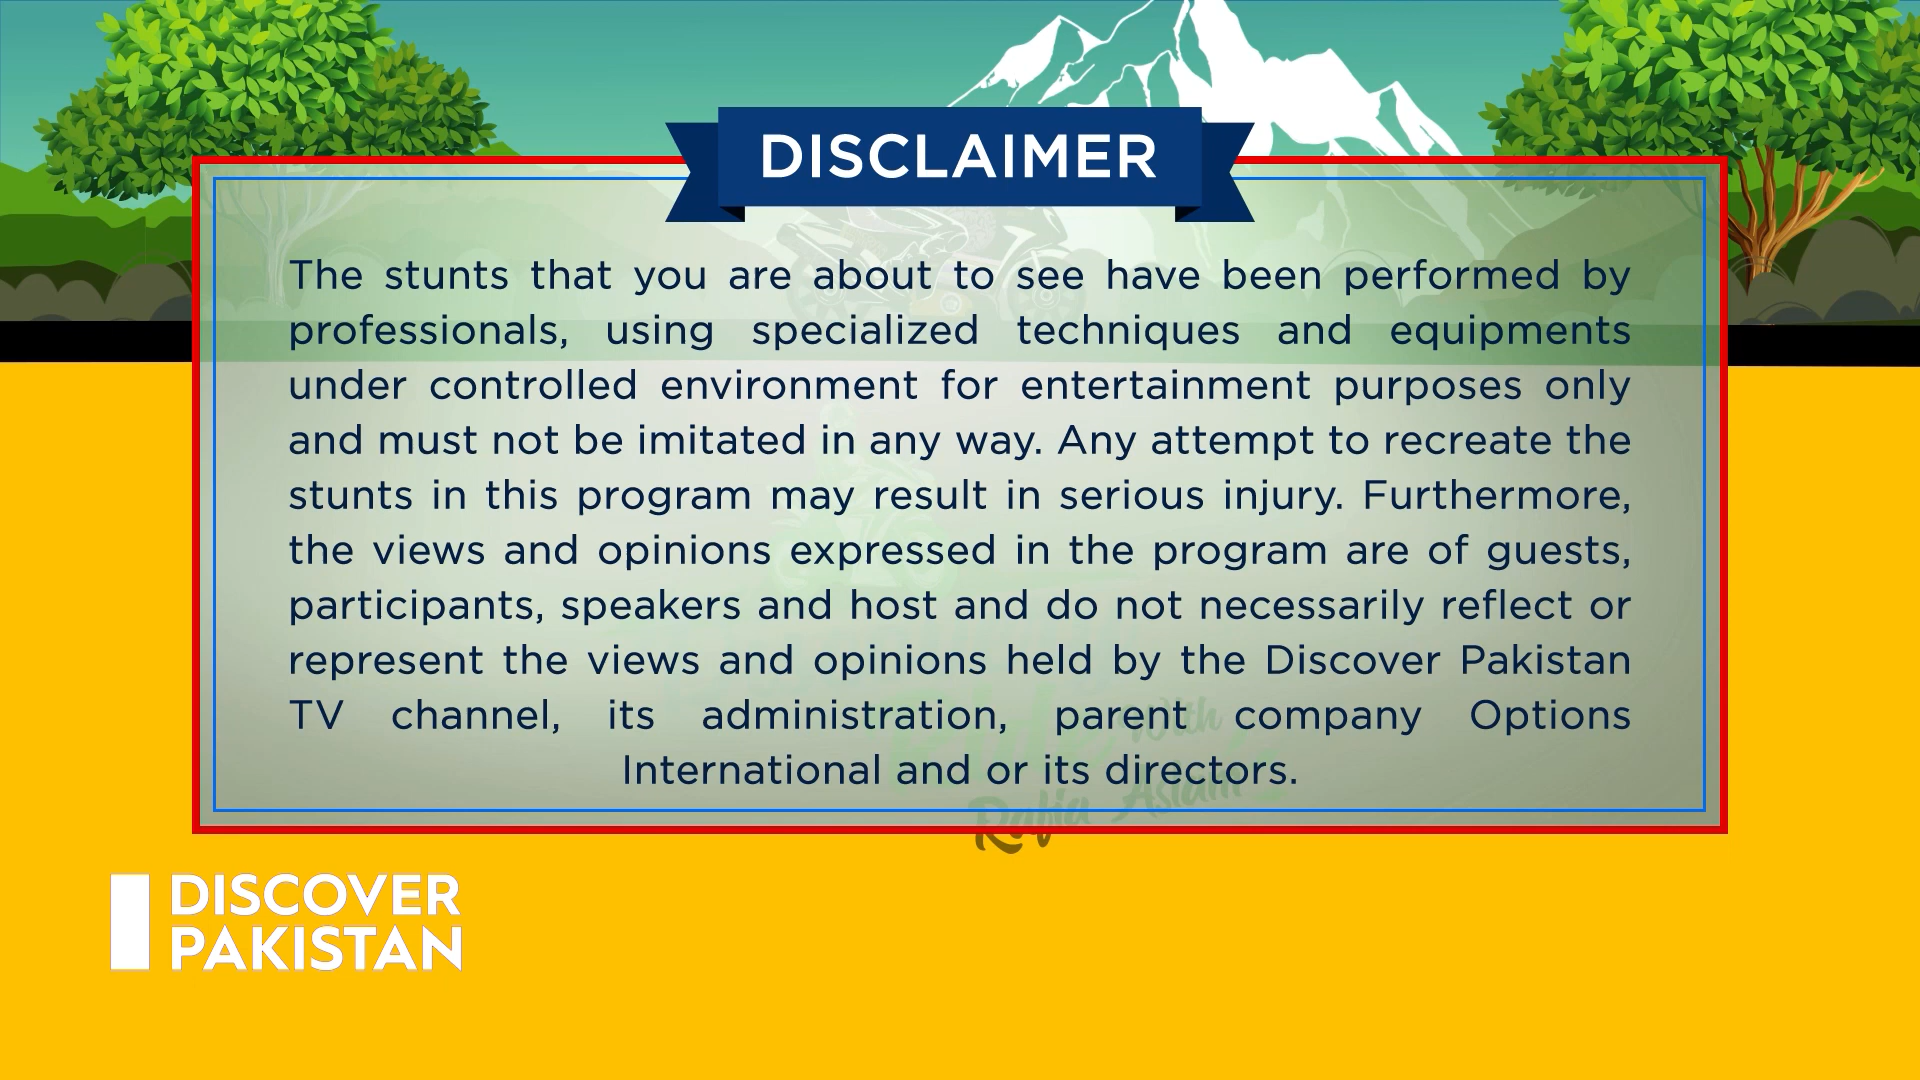 DISCLAIMER
The stunts that you are about to see have been performed by
professionals, using specialized techniques and equipments
under controlled environment for entertainment purposes only
and must not be imitated in any way. Any attempt to recreate the
stunts in this program may result in serious injury. Furthermore,
the views and opinions expressed in the program are of guests,
participants, speakers and host and do not necessarily reflect or
represent the views and opinions held by the Discover Pakistan
TV channel, its administration, parent company Options
International and or its directors.
With
Rafia Aslam
DISCOVER
PAKISTAN